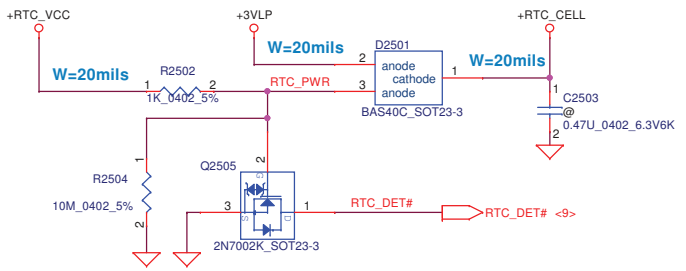 +RTC_VCC
+3VLP
+RTC_CELL
W=20mils
W=20mils
W=20mils
D2501
2
anode
cathode
1
3
anode
BAS40C_SOT23-3
R2502
1
2
1K_0402_5%
RTC_PWR
1
C2503
@
0.47U_0402_6.3V6K
2
1
R2504
10M_0402_5%
2
Q2505
2
G
3
S
D
1
2N7002K_SOT23-3
RTC_DET#
RTC_DET# <9>